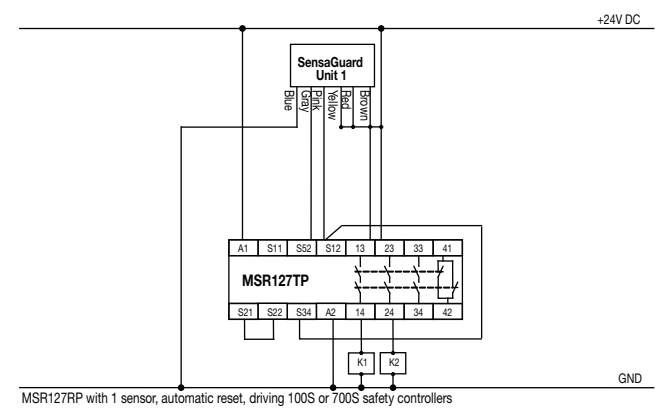 +24V DC
SensaGuard
Unit 1
Blue
Gray
Pink
Yellow
Red
Brown
A1 S11 S52 S12 13 23 33 41
MSR127TP
S21 S22 S34 A2 14 24 34 42
K1 K2
GND
MSR127RP with 1 sensor, automatic reset, driving 100S or 700S safety controllers